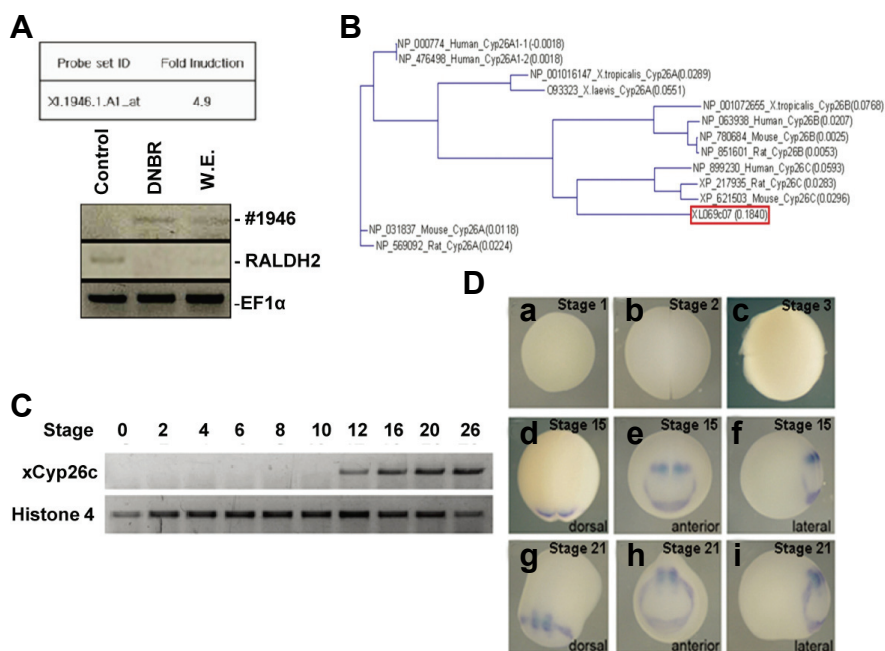 A
Probe set ID Fold Inudction
Xl.1946.1.A1_at 4.9
Control DNBR W.E.
- #1946
- RALDH2
-EF1α
B
NP_000774_Human_Cyp26A1-1(-0.0018)
NP_476498_Human_Cyp26A1-2(0.0018)
NP_001016147_X.tropicalis_Cyp26A(0.0289)
O93323_X.laevis_Cyp26A(0.0551)
NP_001072655_X.tropicalis_Cyp26B(0.0768)
NP_063938_Human_Cyp26B(0.0207)
NP_780684_Mouse_Cyp26B(0.0025)
NP_851601_Rat_Cyp26B(0.0053)
NP_899230_Human_Cyp26C(0.0593)
XP_217935_Rat_Cyp26C(0.0283)
XP_621503_Mouse_Cyp26C(0.0296)
XL069c07 (0.1840)
NP_031837_Mouse_Cyp26A(0.0118)
NP_569092_Rat_Cyp26A(0.0224)
C
Stage 0 2 4 6 8 10 12 16 20 26
xCyp26c
Histone 4
D
a Stage 1
b Stage 2
c Stage 3
d Stage 15
dorsal
e Stage 15
anterior
f Stage 15
lateral
g Stage 21
dorsal
h Stage 21
anterior
i Stage 21
lateral